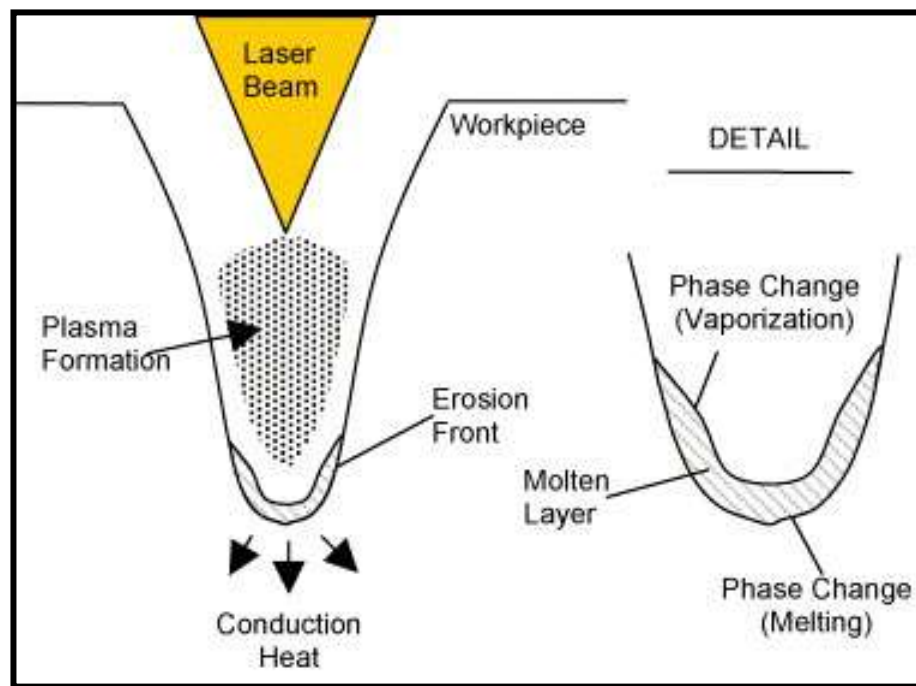 Laser
Beam
Workpiece
DETAIL
Phase Change
(Vaporization)
Plasma
Formation
Erosion
Front
Molten
Layer
Phase Change
(Melting)
Conduction
Heat